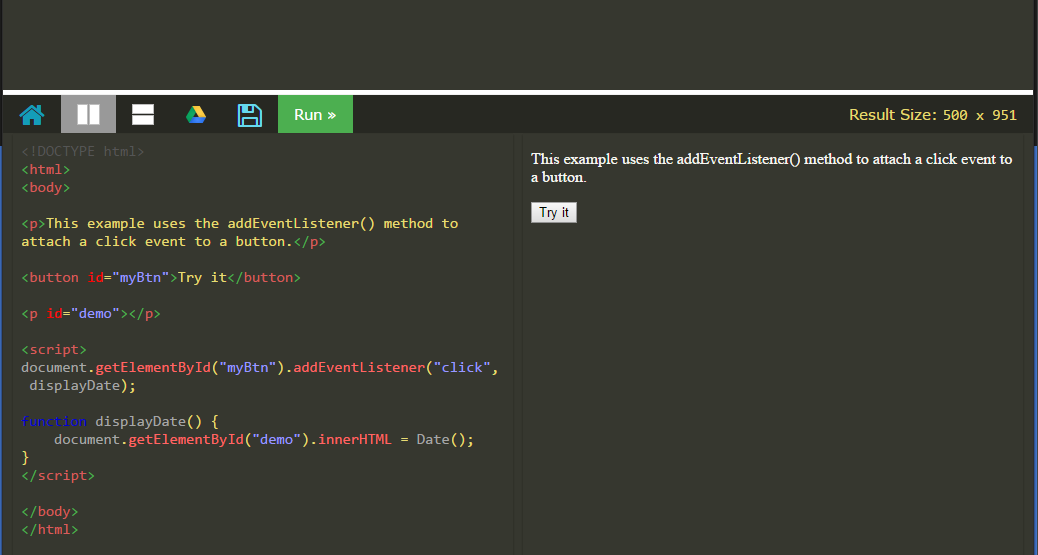 Run »
Result Size: 500 x 951
<!DOCTYPE html>
<html>
<body>
<p>This example uses the addEventListener() method to
attach a click event to a button.</p>
<button id="myBtn">Try it</button>
<p id="demo"></p>
<script>
document.getElementById("myBtn").addEventListener("click",
displayDate);
function displayDate() {
    document.getElementById("demo").innerHTML = Date();
}
</script>
</body>
</html>
This example uses the addEventListener() method to attach a click event to
a button.
Try it